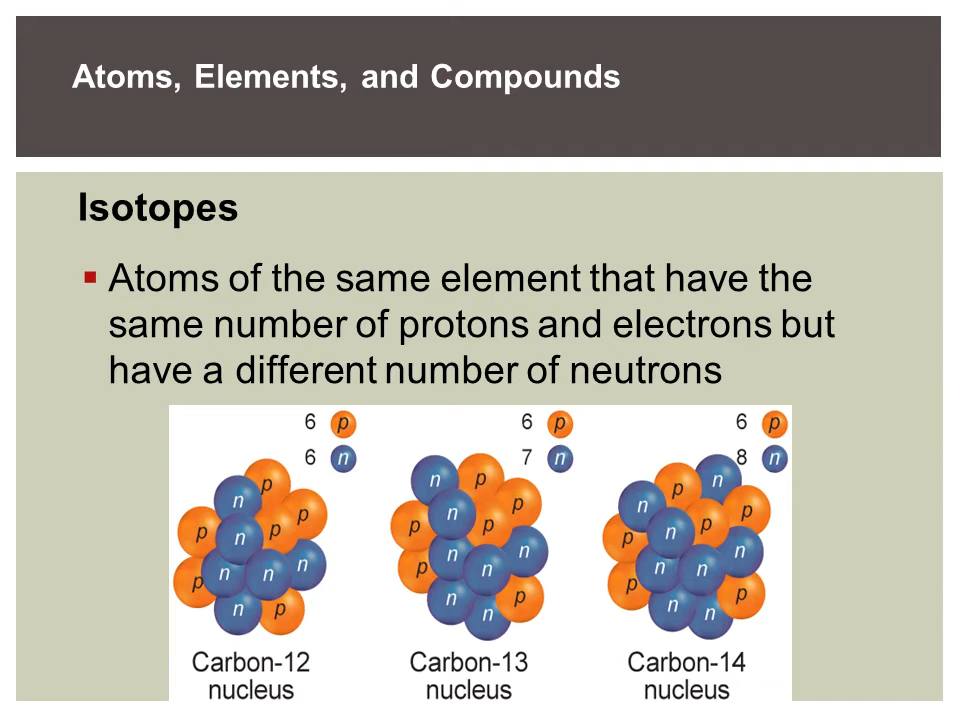 Atoms, Elements, and Compounds
Isotopes
Atoms of the same element that have the
same number of protons and electrons but
have a different number of neutrons
6 p
6 n
6 p
7 n
6 p
8 n
n p p p n p n p n n n p
n p p p n p n n p n n p n
n p n p p n p n p n n p n n
Carbon-12
nucleus
Carbon-13
nucleus
Carbon-14
nucleus